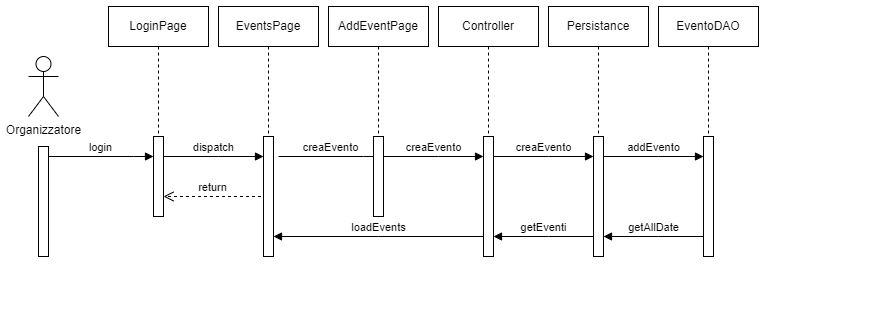 LoginPage
EventsPage
AddEventPage
Controller
Persistance
EventoDAO
Organizzatore
login
dispatch
creaEvento
creaEvento
creaEvento
addEvento
return
loadEvents
getEventi
getAllDate